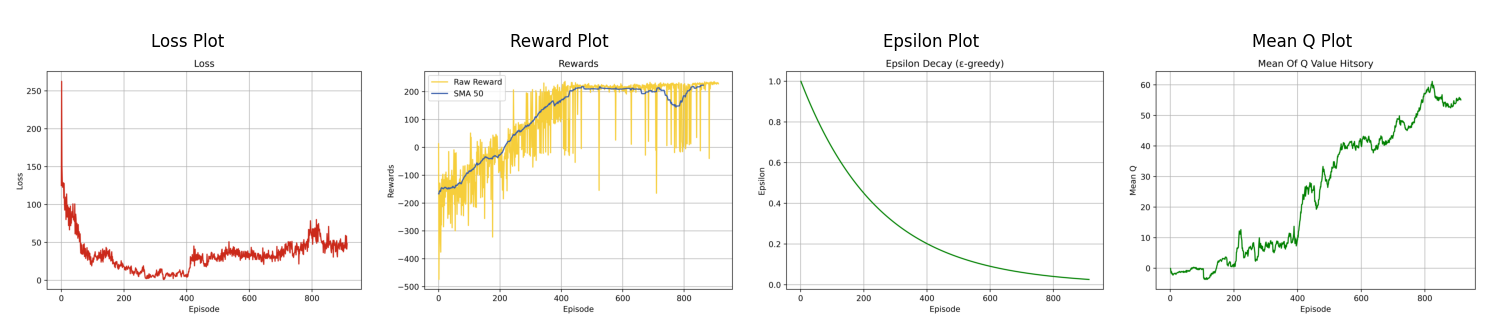 Loss Plot
Reward Plot
Epsilon Plot
Mean Q Plot
Loss
Loss
250
200
150
100
50
0
0
200
400
600
800
Episode
Rewards
Raw Reward
SMA 50
Rewards
200
100
0
−100
−200
−300
−400
−500
0
200
400
600
800
Episode
Epsilon Decay (ε-greedy)
Epsilon
1.0
0.8
0.6
0.4
0.2
0.0
0
200
400
600
800
Episode
Mean Of Q Value Hitsory
Mean Q
60
50
40
30
20
10
0
0
200
400
600
800
Episode